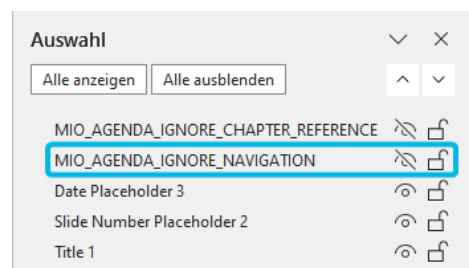 Auswahl
Alle anzeigen Alle ausblenden
MIO_AGENDA_IGNORE_CHAPTER_REFERENCE
MIO_AGENDA_IGNORE_NAVIGATION
Date Placeholder 3
Slide Number Placeholder 2
Title 1